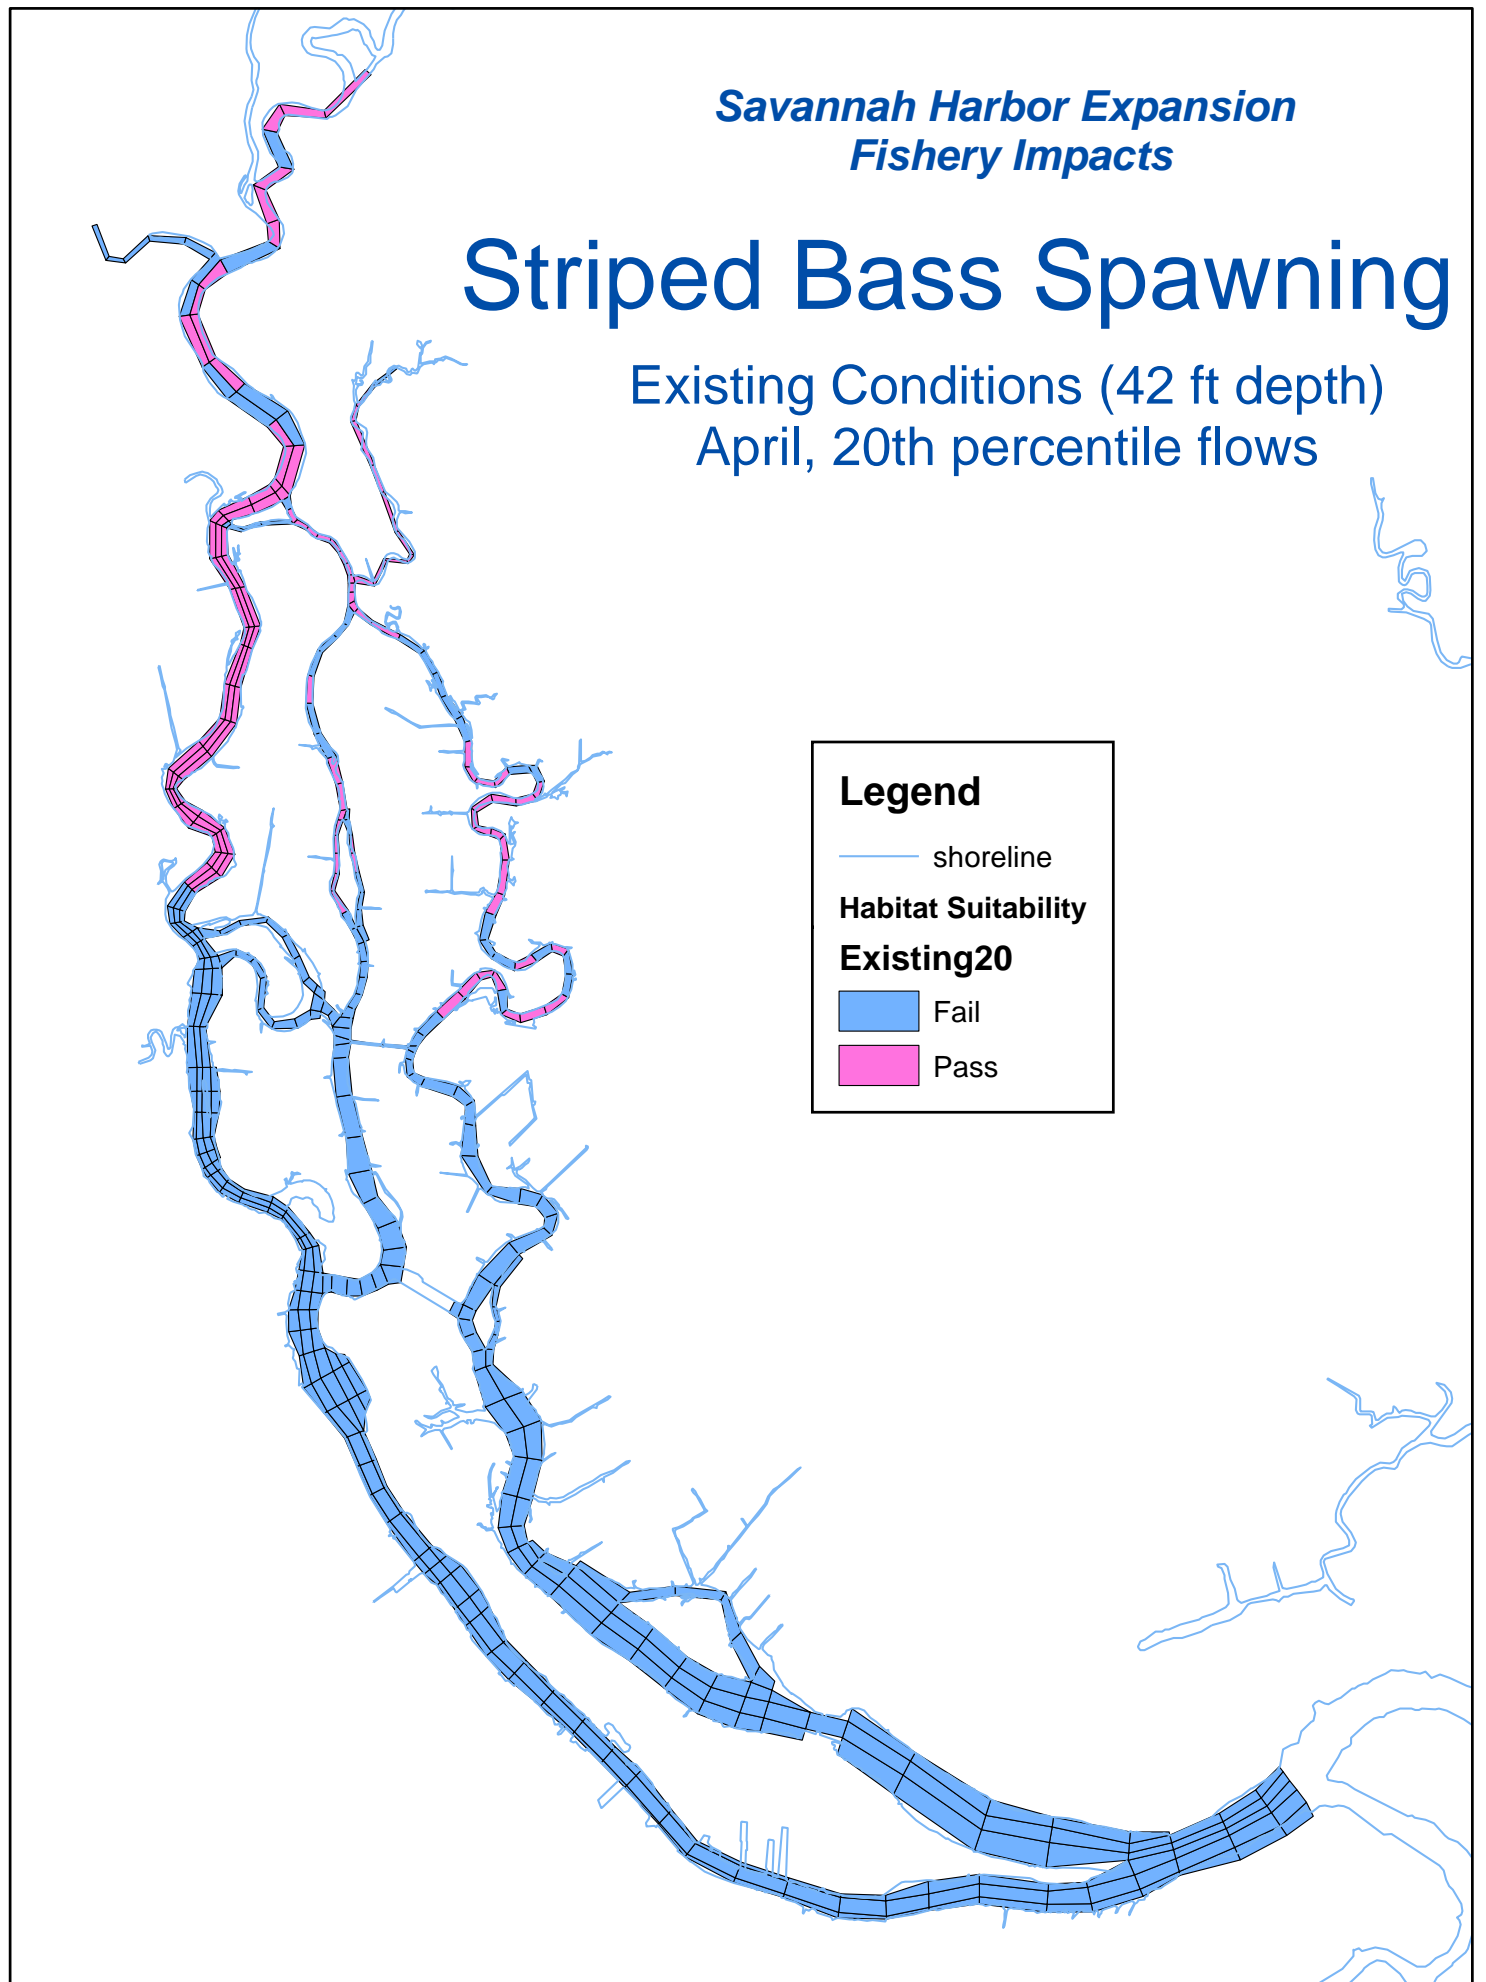 Savannah Harbor Expansion
Fishery Impacts
Striped Bass Spawning
Existing Conditions (42 ft depth)
April, 20th percentile flows
Legend
shoreline
Habitat Suitability
Existing20
Fail
Pass